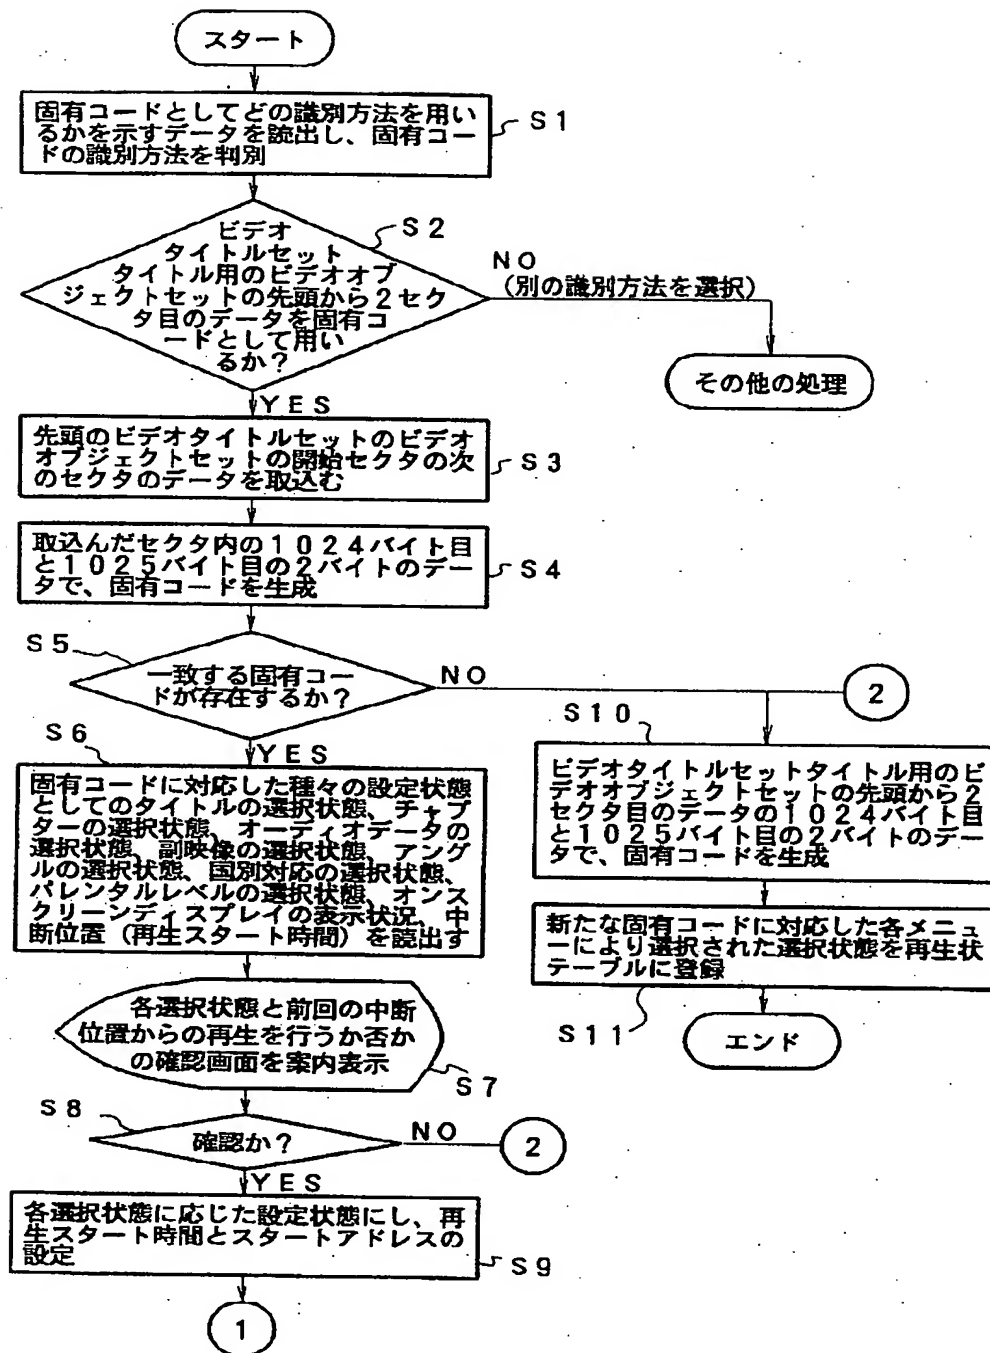 スタート
固有コードとしてどの識別方法を用い
るかを示すデータを読出し、固有コー
ドの識別方法を判別
S1
ビデオ
タイトルセット
タイトル用のビデオオブ
ジェクトセットの先頭から2セク
タ目のデータを固有コ
ードとして用い
るか?
S2
NO
(別の識別方法を選択)
その他の処理
YES
先頭のビデオタイトルセットのビデオ
オブジェクトセットの開始セクタの次
のセクタのデータを取込む
S3
取込んだセクタ内の1024バイト目
と1025バイト目の2バイトのデー
タで、固有コードを生成
S4
S5
一致する固有コー
ドが存在するか?
NO
2
YES
S6
固有コードに対応した種々の設定状態
としてのタイトルの選択状態、チャプ
ターの選択状態、オーディオデータの
選択状態、副映像の選択状態、アング
ルの選択状態、国別対応の選択状態、
パレンタルレベルの選択状態、オンス
クリーンディスプレイの表示状況、中
断位置(再生スタート時間)を読出す
S10
ビデオタイトルセットタイトル用のビ
デオオブジェクトセットの先頭から2
セクタ目のデータの1024バイト目
と1025バイト目の2バイトのデー
タで、固有コードを生成
新たな固有コードに対応した各メニュ
ーにより選択された選択状態を再生状
テーブルに登録
S11
エンド
各選択状態と前回の中断
位置からの再生を行うか否か
の確認画面を案内表示
S7
S8
確認か?
NO
2
YES
各選択状態に応じた設定状態にし、再
生スタート時間とスタートアドレスの
設定
S9
1